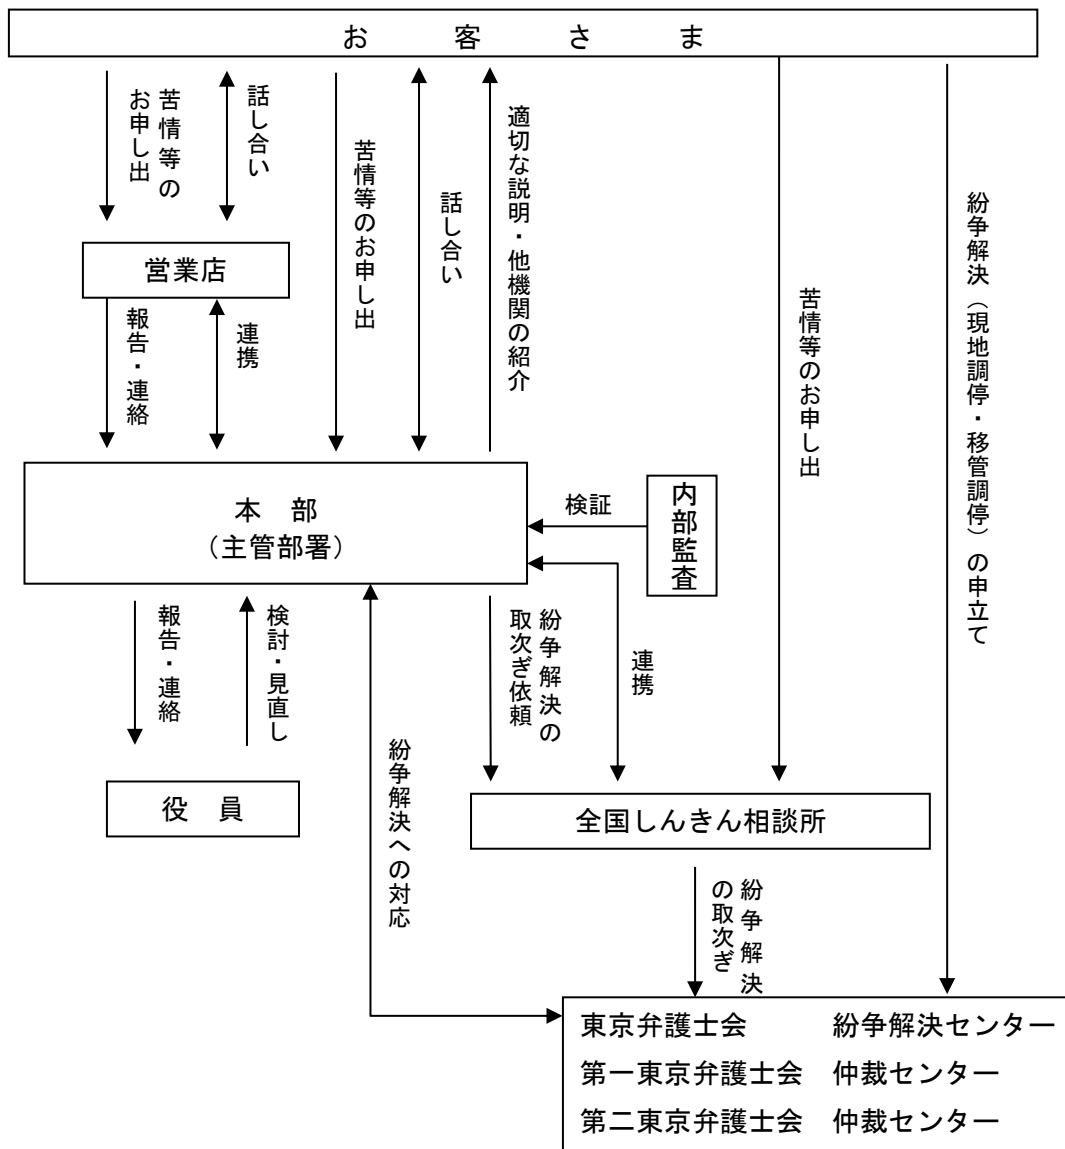 お客さま
苦情等の
お申し出
話し合い
苦情等のお申し出
話し合い
適切な説明・他機関の紹介
苦情等のお申し出
紛争解決（現地調停・移管調停）の申立て
営業店
報告・連絡
連携
本部
（主管部署）
検証
内部監査
報告・連絡
検討・見直し
紛争解決への対応
紛争解決の
取次ぎ依頼
連携
役員
全国しんきん相談所
紛争解決
の取次ぎ
東京弁護士会　紛争解決センター
第一東京弁護士会　仲裁センター
第二東京弁護士会　仲裁センター